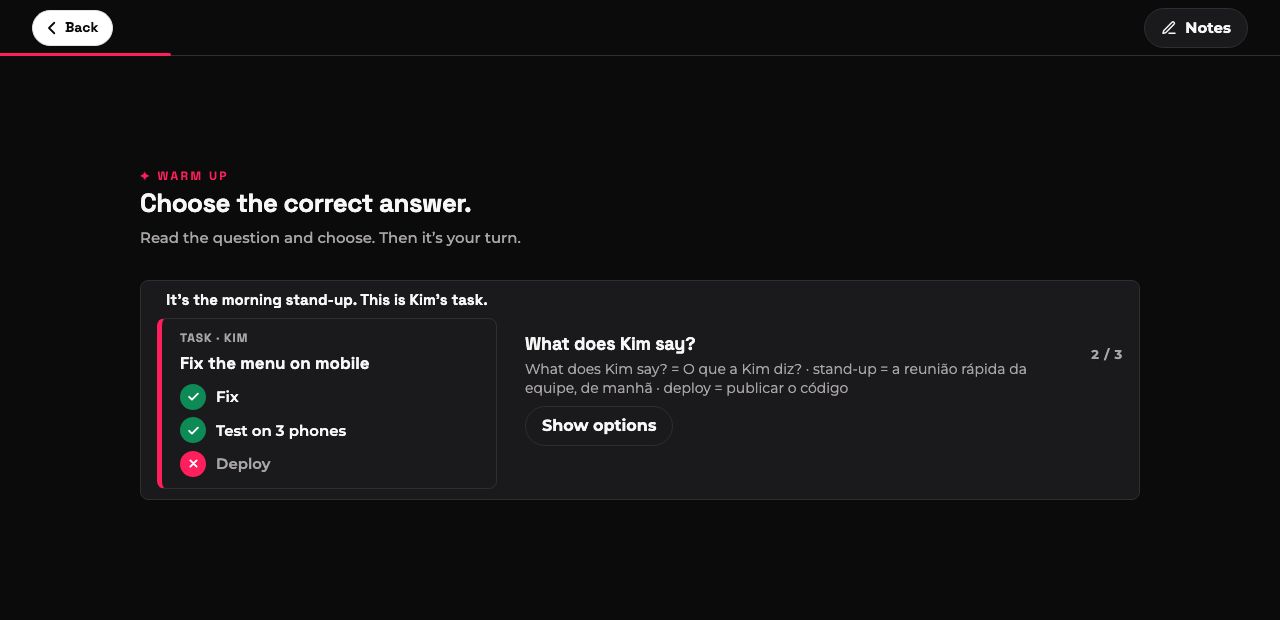 Back
Notes
WARM UP
Choose the correct answer.
Read the question and choose. Then it's your turn.
It's the morning stand-up. This is Kim's task.
TASK · KIM
Fix the menu on mobile
Fix
Test on 3 phones
Deploy
What does Kim say?
What does Kim say? = O que a Kim diz? · stand-up = a reunião rápida da
equipe, de manhã · deploy = publicar o código
Show options
2 / 3